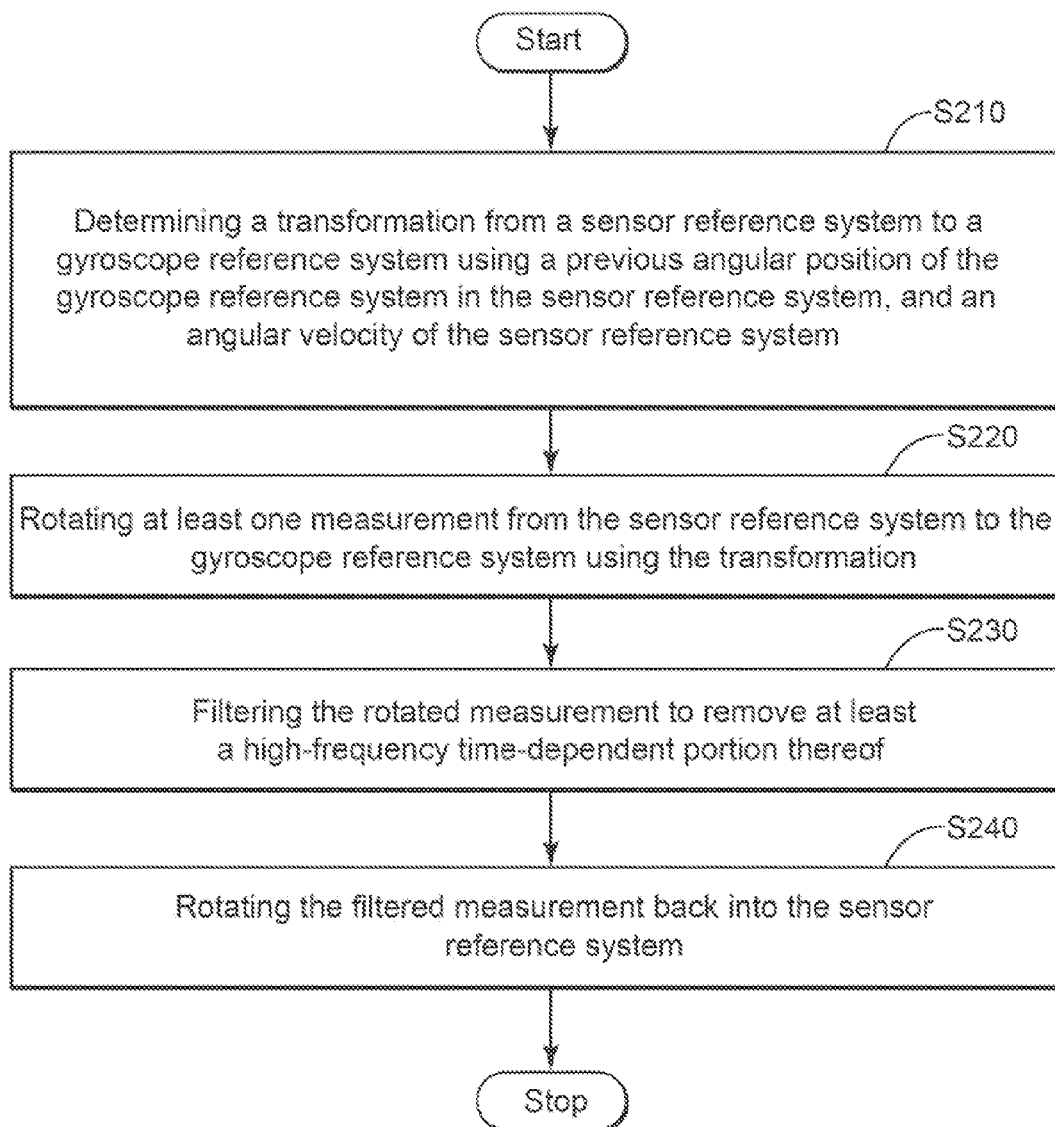 Start
S210
Determining a transformation from a sensor reference system to a
gyroscope reference system using a previous angular position of the
gyroscope reference system in the sensor reference system, and an
angular velocity of the sensor reference system
S220
Rotating at least one measurement from the sensor reference system to the
gyroscope reference system using the transformation
S230
Filtering the rotated measurement to remove at least
a high-frequency time-dependent portion thereof
S240
Rotating the filtered measurement back into the sensor
reference system
Stop